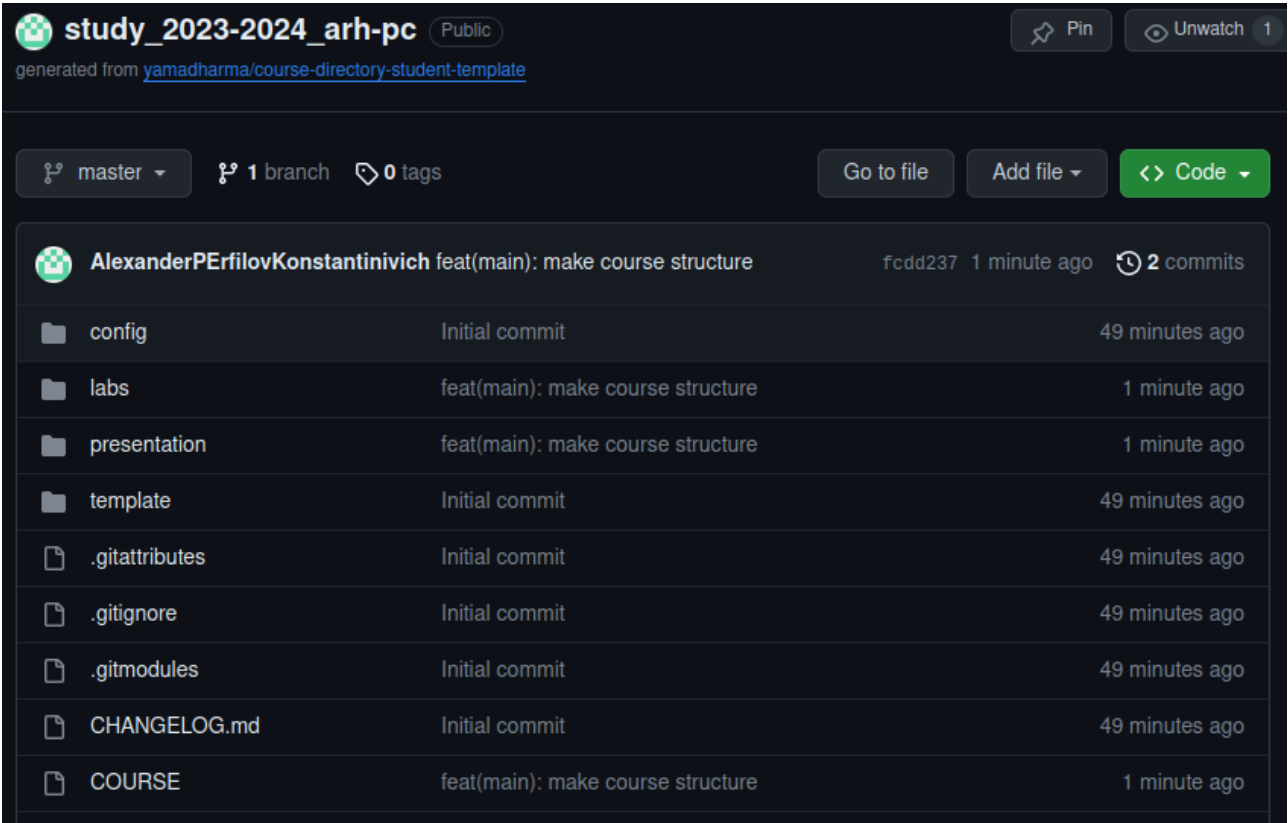 study_2023-2024_arh-pc Public Pin Unwatch 1
generated from yamadharma/course-directory-student-template
master 1 branch 0 tags Go to file Add file <> Code
AlexanderPErfilovKonstantinivich feat(main): make course structure fcdd237 1 minute ago 2 commits
config Initial commit 49 minutes ago
labs feat(main): make course structure 1 minute ago
presentation feat(main): make course structure 1 minute ago
template Initial commit 49 minutes ago
.gitattributes Initial commit 49 minutes ago
.gitignore Initial commit 49 minutes ago
.gitmodules Initial commit 49 minutes ago
CHANGELOG.md Initial commit 49 minutes ago
COURSE feat(main): make course structure 1 minute ago